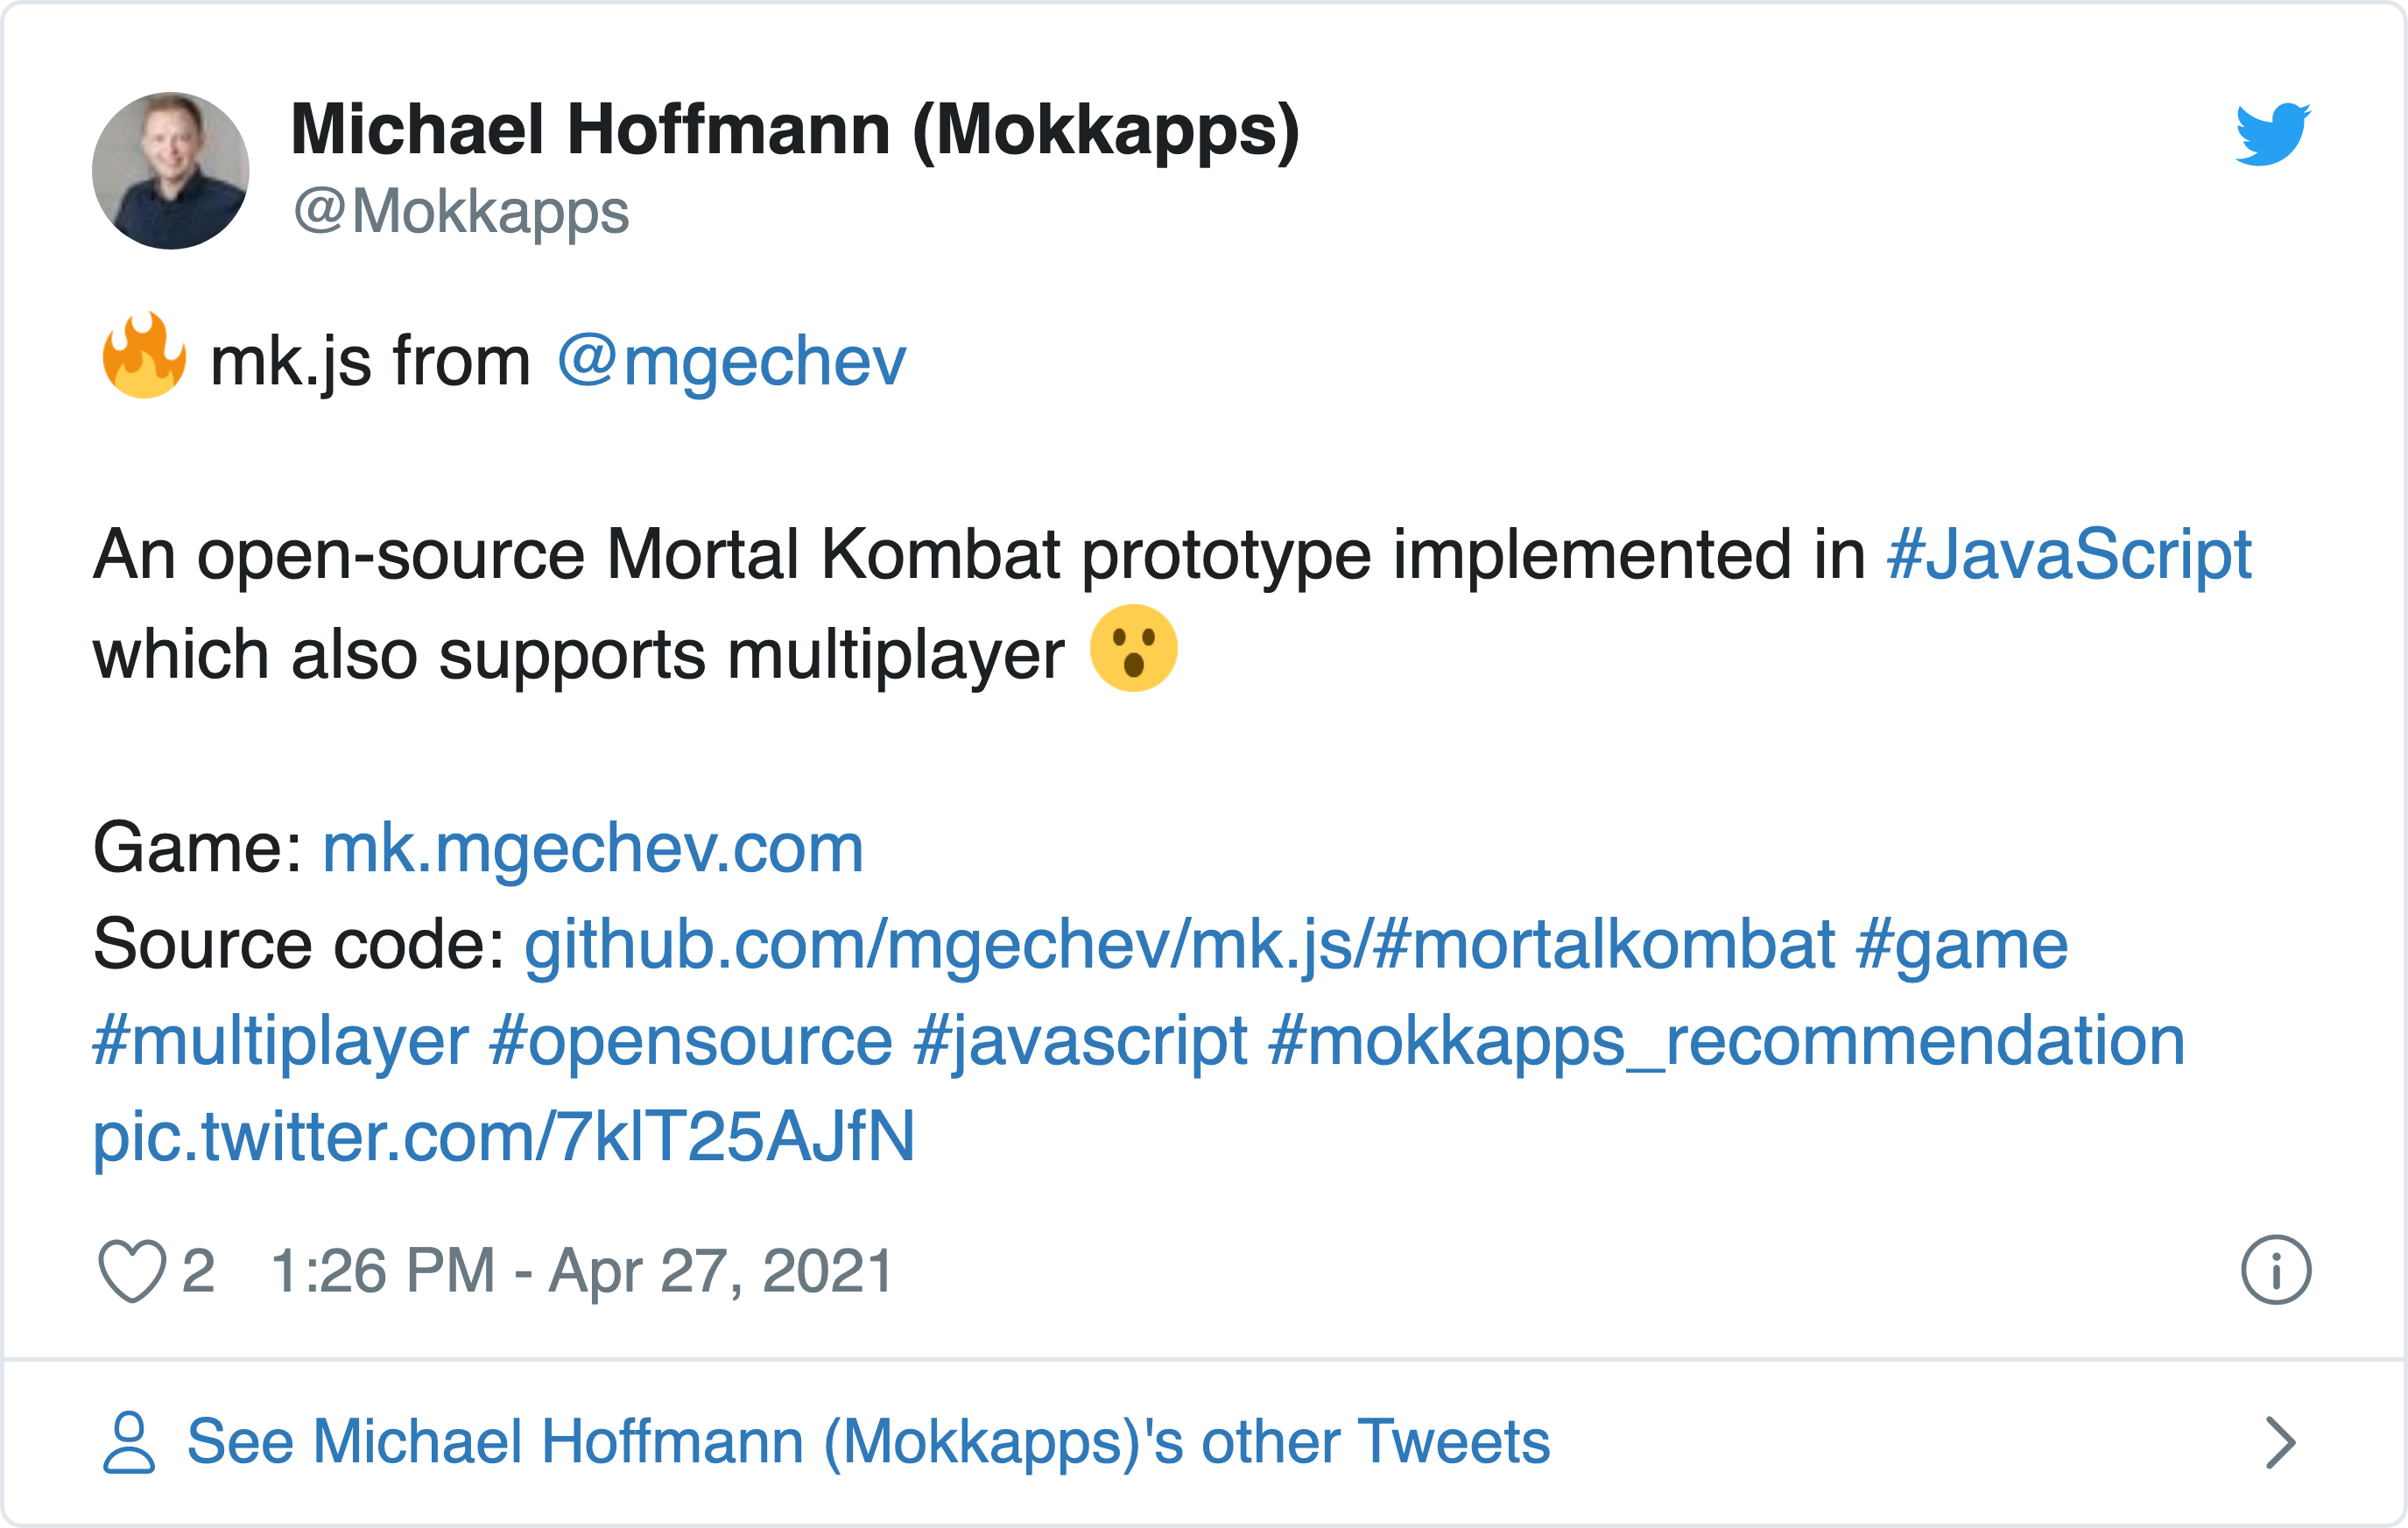 Michael Hoffmann (Mokkapps)
@Mokkapps
🔥 mk.js from @mgechev
An open-source Mortal Kombat prototype implemented in #JavaScript
which also supports multiplayer 😮
Game: mk.mgechev.com
Source code: github.com/mgechev/mk.js/#mortalkombat #game
#multiplayer #opensource #javascript #mokkapps_recommendation
pic.twitter.com/7klT25AJfN
2 1:26 PM - Apr 27, 2021
See Michael Hoffmann (Mokkapps)'s other Tweets